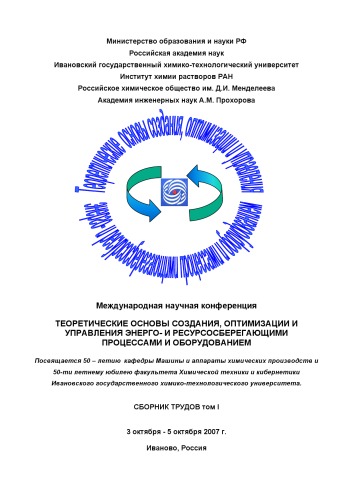 Министерство образования и науки РФ
Российская академия наук
Ивановский государственный химико-технологический университет
Институт химии растворов РАН
Российское химическое общество им. Д.И. Менделеева
Академия инженерных наук А.М. Прохорова
Теоретические основы создания, оптимизации и управления
энерго- и ресурсосберегающими процессами и оборудованием
Международная научная конференция
ТЕОРЕТИЧЕСКИЕ ОСНОВЫ СОЗДАНИЯ, ОПТИМИЗАЦИИ И
УПРАВЛЕНИЯ ЭНЕРГО- И РЕСУРСОСБЕРЕГАЮЩИМИ
ПРОЦЕССАМИ И ОБОРУДОВАНИЕМ
Посвящается 50 – летию кафедры Машины и аппараты химических производств и
50-ти летнему юбилею факультета Химической техники и кибернетики
Ивановского государственного химико-технологического университета.
СБОРНИК ТРУДОВ том I
3 октября - 5 октября 2007 г.
Иваново, Россия